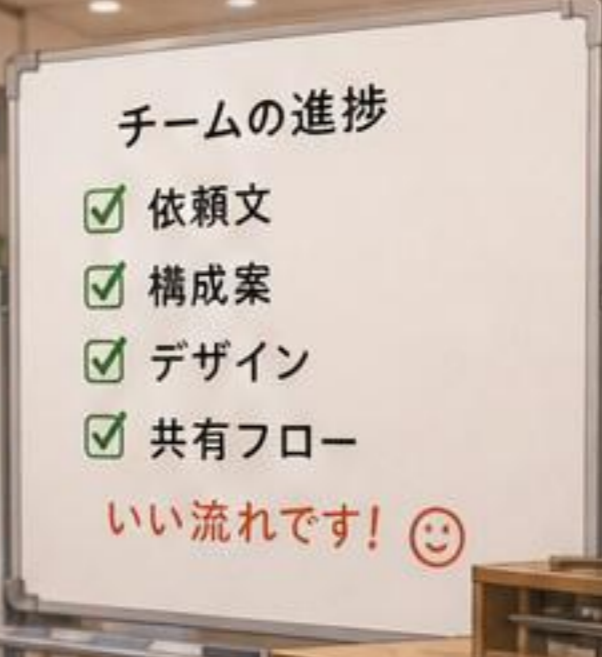 チームの進捗
☑ 依頼文
☑ 構成案
☑ デザイン
☑ 共有フロー
いい流れです!